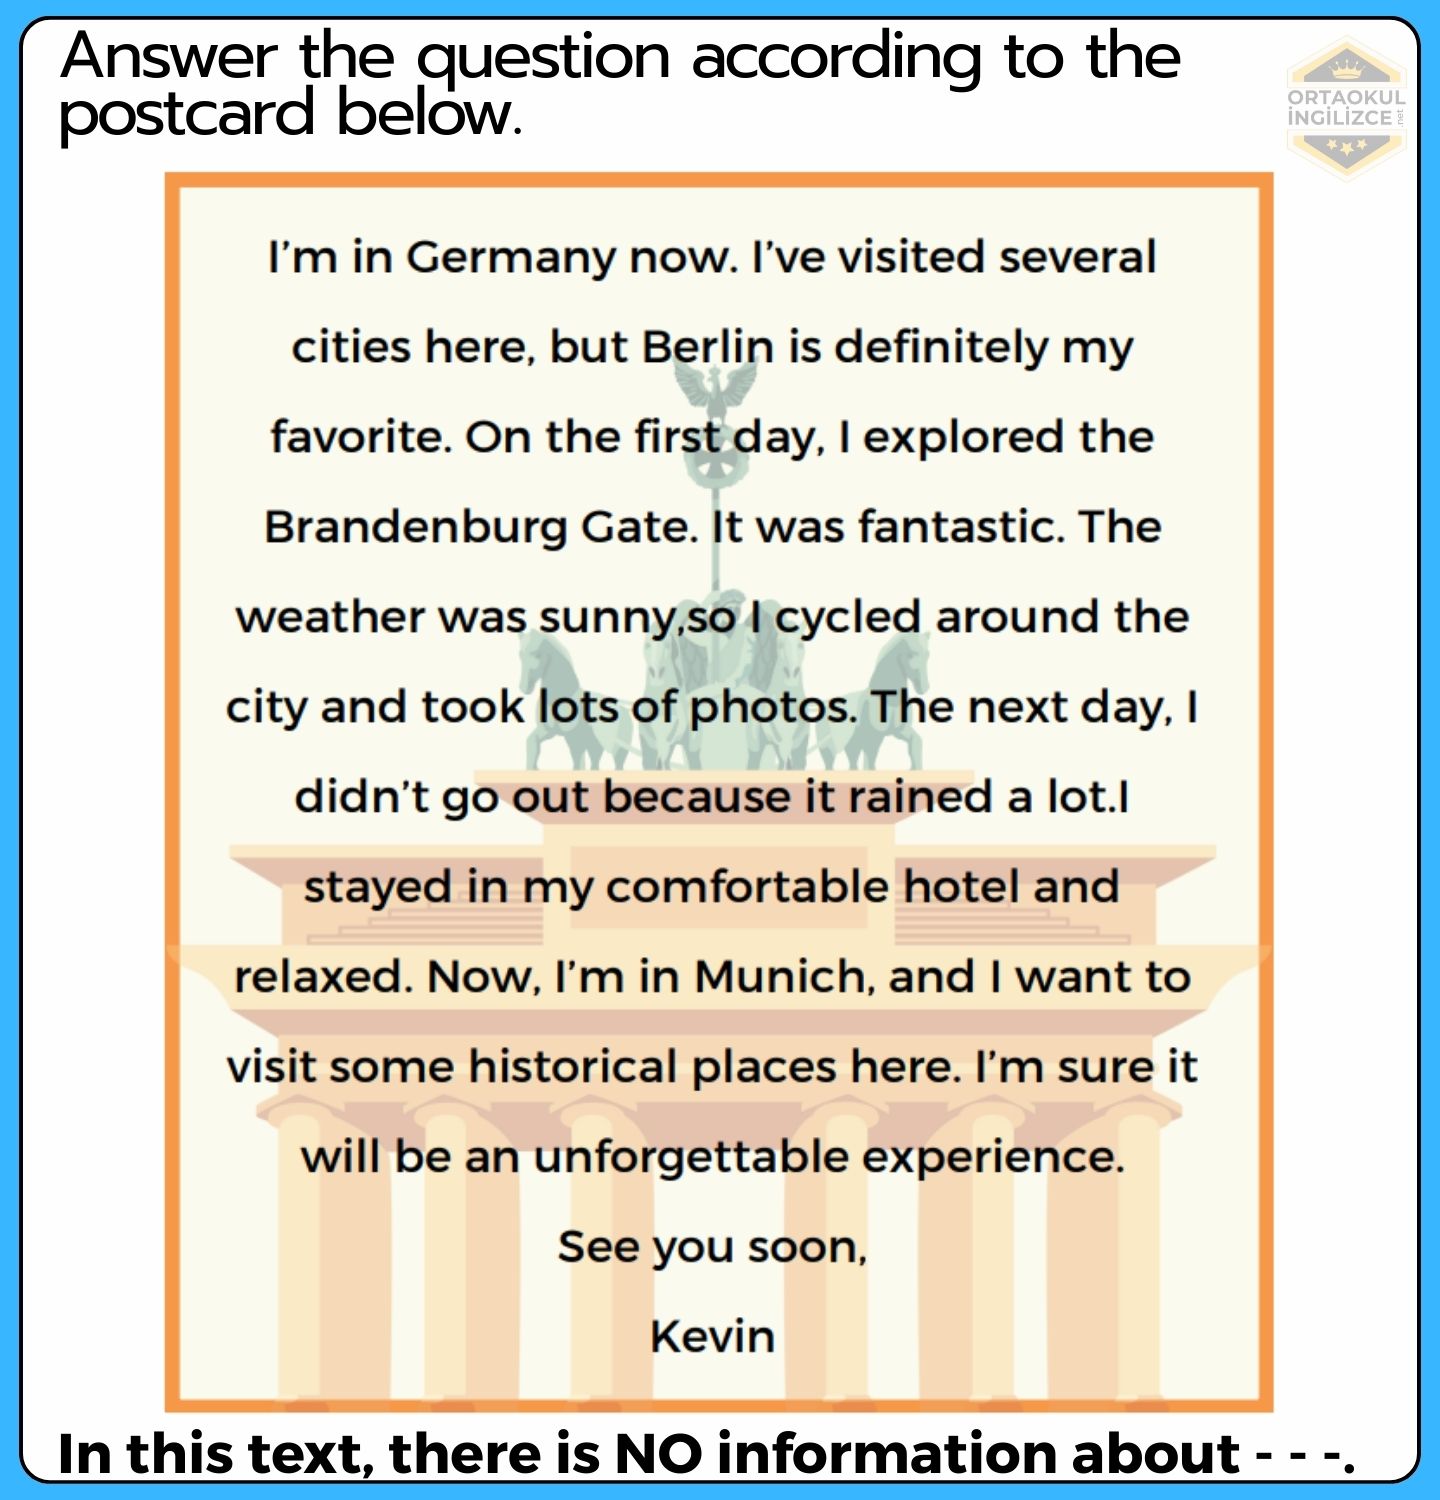 Answer the question according to the
postcard below.
ORTAOKUL
İNGİLİZCE .net
I'm in Germany now. I've visited several
cities here, but Berlin is definitely my
favorite. On the first day, I explored the
Brandenburg Gate. It was fantastic. The
weather was sunny,so I cycled around the
city and took lots of photos. The next day, I
didn't go out because it rained a lot.I
stayed in my comfortable hotel and
relaxed. Now, I'm in Munich, and I want to
visit some historical places here. I'm sure it
will be an unforgettable experience.
See you soon,
Kevin
In this text, there is NO information about - - -.